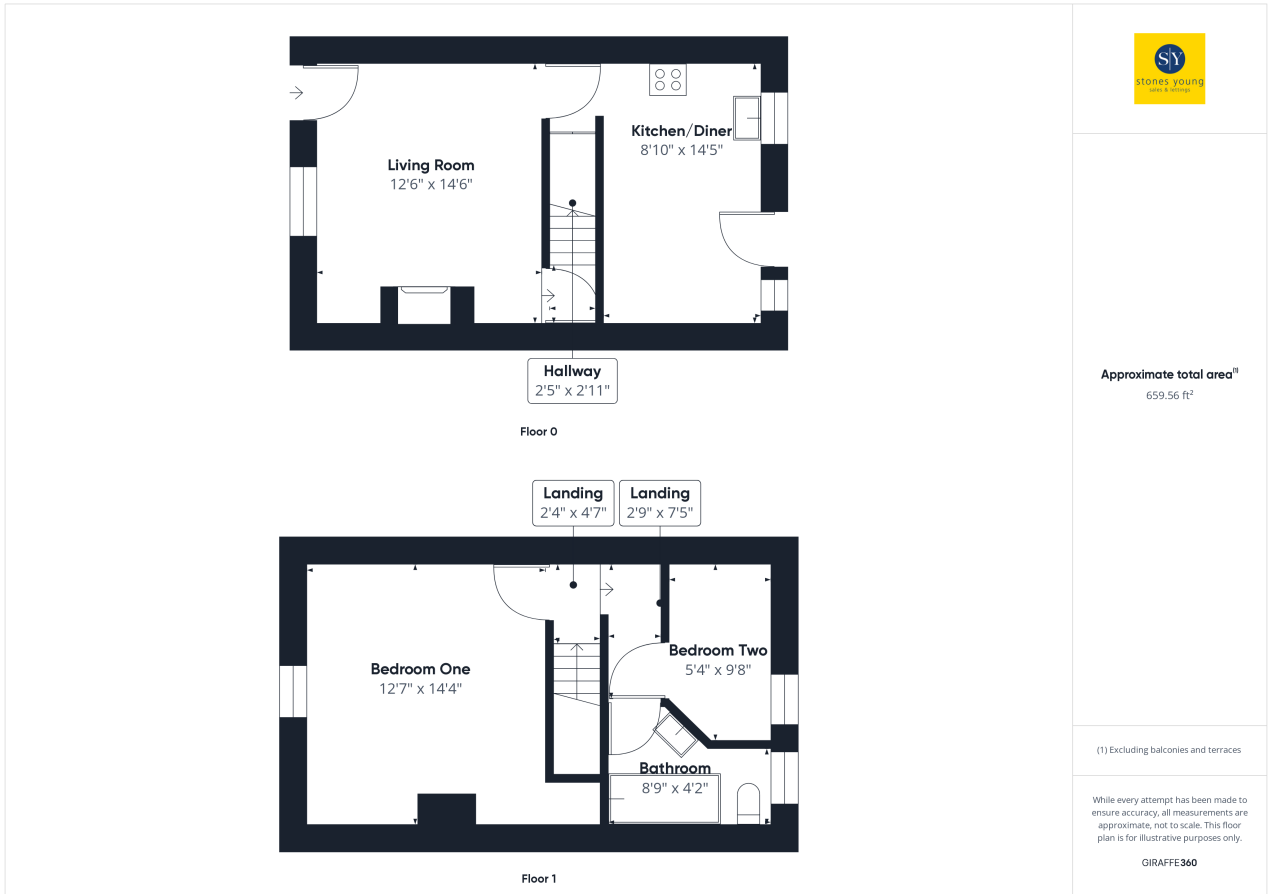 Living Room
12'6" x 14'6"
Kitchen/Diner
8'10" x 14'5"
Hallway
2'5" x 2'11"
Floor 0
Landing
2'4" x 4'7"
Landing
2'9" x 7'5"
Bedroom One
12'7" x 14'4"
Bedroom Two
5'4" x 9'8"
Bathroom
8'9" x 4'2"
Floor 1
S|Y
stones young
sales & lettings
Approximate total area(1)
659.56 ft²
(1) Excluding balconies and terraces
While every attempt has been made to
ensure accuracy, all measurements are
approximate, not to scale. This floor
plan is for illustrative purposes only.
GIRAFFE360